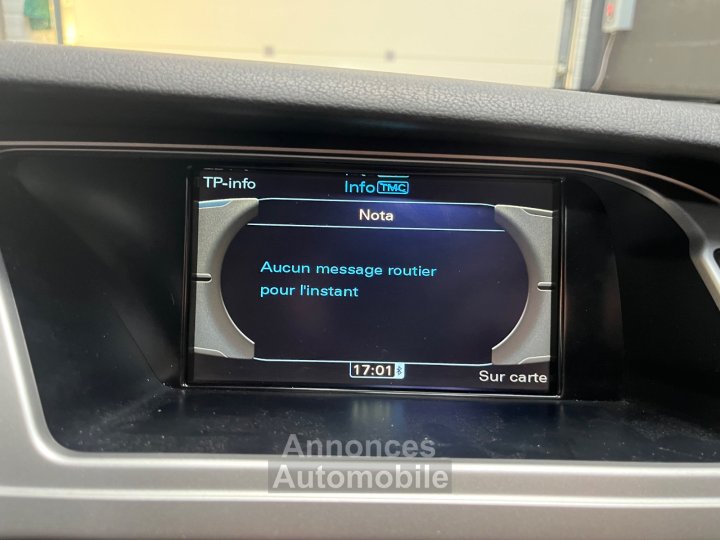 TP-info
Info TMC
Nota
Aucun message routier
pour l'instant
17:01
Sur carte
Annonces
Automobile